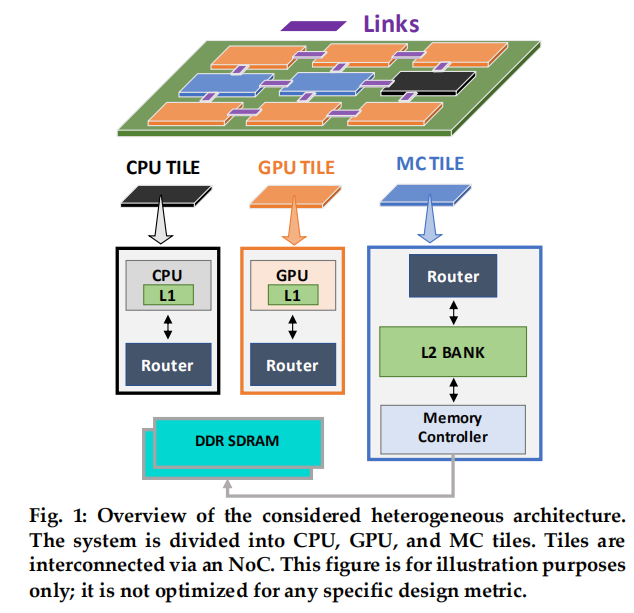 Links
CPU TILE
GPU TILE
MC TILE
CPU
L1
Router
GPU
L1
Router
Router
L2 BANK
Memory
Controller
DDR SDRAM
Fig. 1: Overview of the considered heterogeneous architecture.
The system is divided into CPU, GPU, and MC tiles. Tiles are
interconnected via an NoC. This figure is for illustration purposes
only; it is not optimized for any specific design metric.